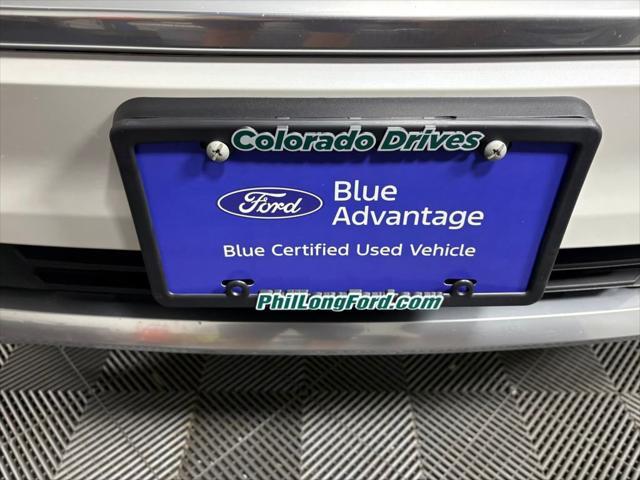 Colorado Drives
Ford
Blue
Advantage
Blue Certified Used Vehicle
PhilLongFord.com